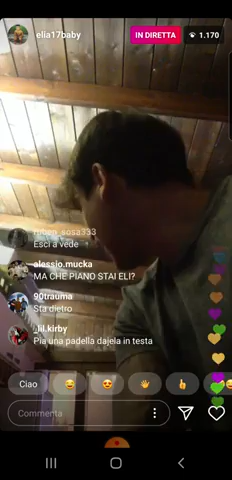 elia17baby
IN DIRETTA
1.170
Esci a vede
alessio.mucka
MA CHE PIANO STAI ELI?
90trauma
Sta dietro
_lil.kirby
Pia una padella dajela in testa
Ciao
Commenta